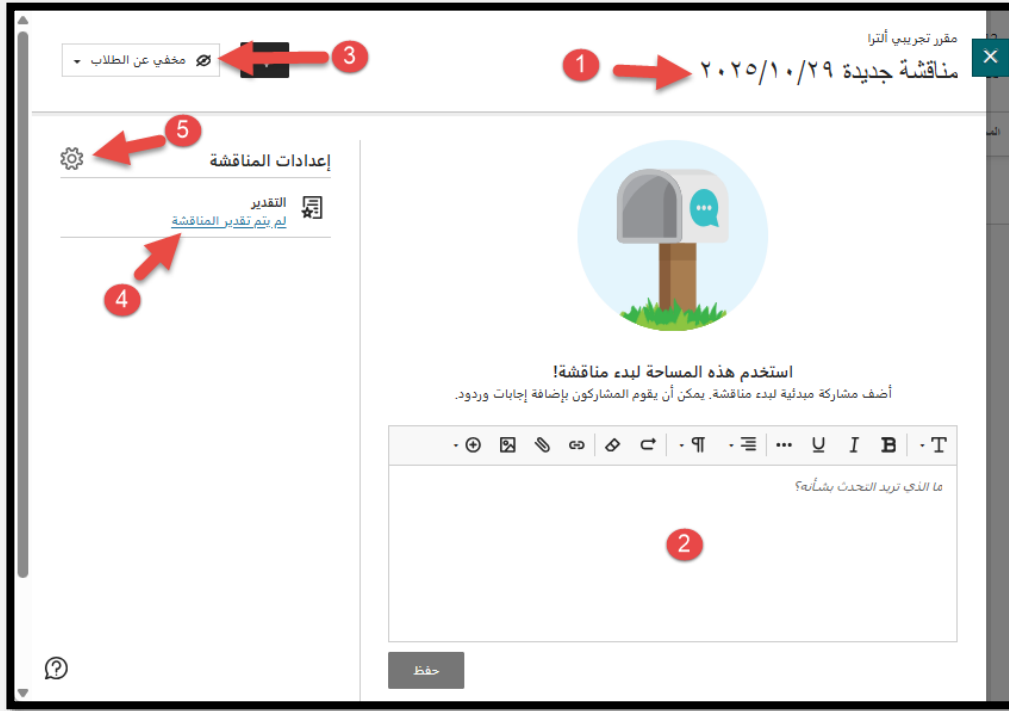 مقرر تجريبي ألترا
مناقشة جديدة ٢٠٢٥/١٠/٢٩
1
3
مخفي عن الطلاب
5
إعدادات المناقشة
التقدير
لم يتم تقدير المناقشة
4
استخدم هذه المساحة لبدء مناقشة!
أضف مشاركة مبدئية لبدء مناقشة. يمكن أن يقوم المشاركون بإضافة إجابات وردود.
T B I U
ما الذي تريد التحدث بشأنه؟
2
حفظ